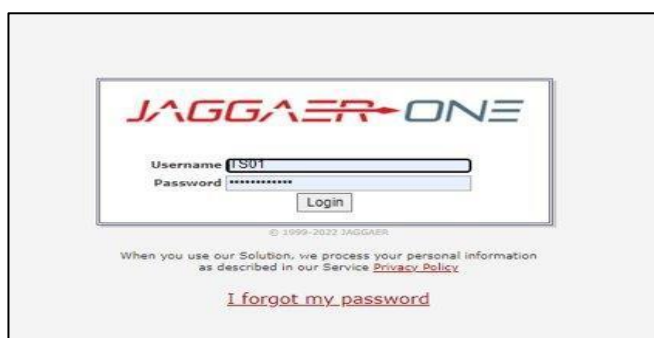 JAGGAER ONE
Username TS01
Password ••••••••••••
Login
© 1999-2022 JAGGAER
When you use our Solution, we process your personal information
as described in our Service Privacy Policy
I forgot my password